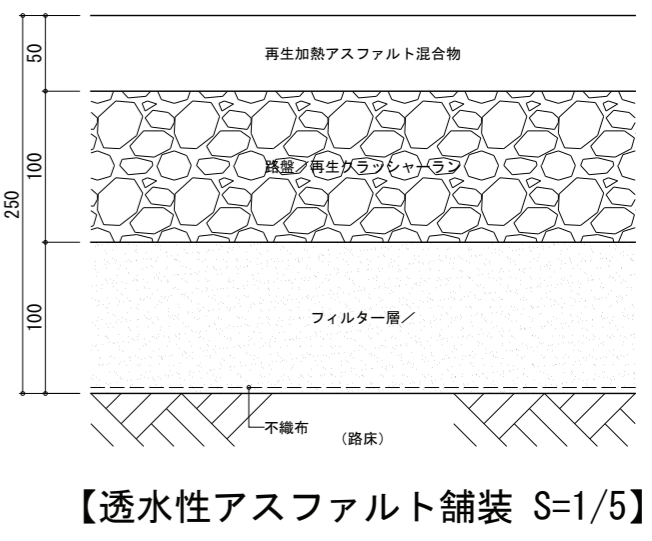 50
再生加熱アスファルト混合物
100
路盤／再生クラッシャーラン
250
100
フィルター層／
不織布
（路床）
【透水性アスファルト舗装 S=1/5】